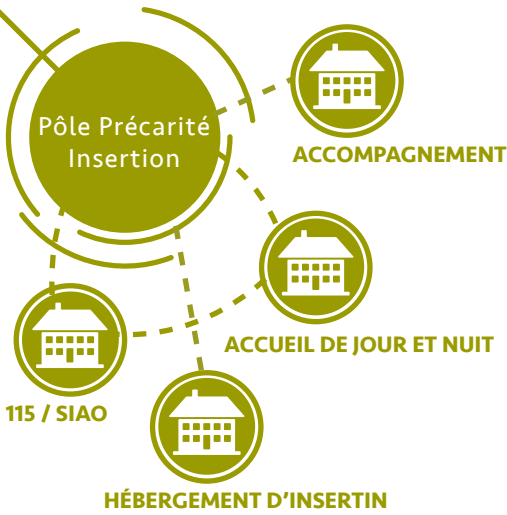 Pôle Précarité
Insertion
ACCOMPAGNEMENT
ACCUEIL DE JOUR ET NUIT
115 / SIAO
HÉBERGEMENT D’INSERTIN